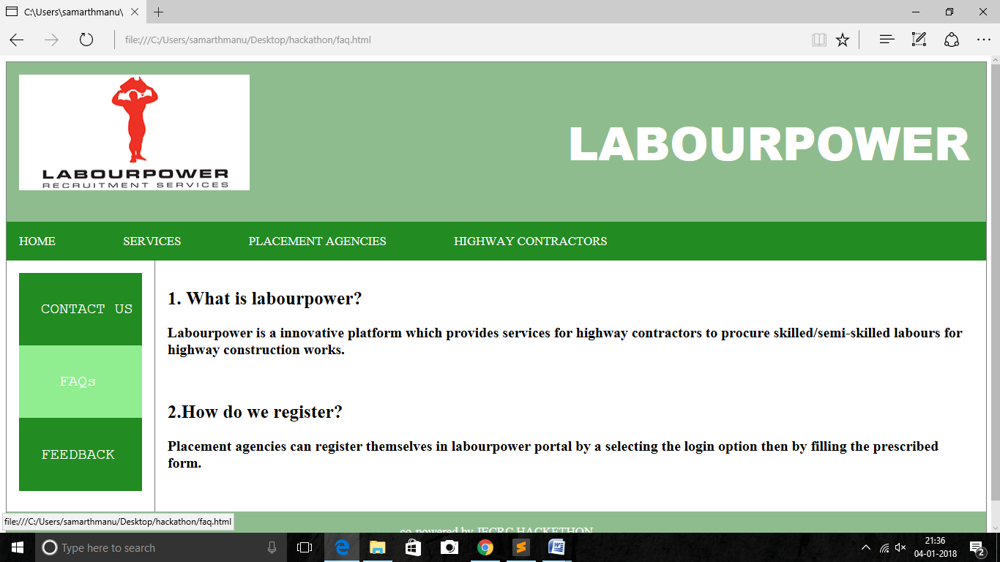 C:\Users\samarthmanu\
file:///C:/Users/samarthmanu/Desktop/hackathon/faq.html
LABOURPOWER
RECRUITMENT SERVICES
LABOURPOWER
HOME SERVICES PLACEMENT AGENCIES HIGHWAY CONTRACTORS
CONTACT US
FAQs
FEEDBACK
1. What is labourpower?
Labourpower is a innovative platform which provides services for highway contractors to procure skilled/semi-skilled labours for
highway construction works.
2.How do we register?
Placement agencies can register themselves in labourpower portal by a selecting the login option then by filling the prescribed
form.
co-powered by JECRC HACKETHON
file:///C:/Users/samarthmanu/Desktop/hackathon/faq.html
Type here to search
21:36
04-01-2018
2